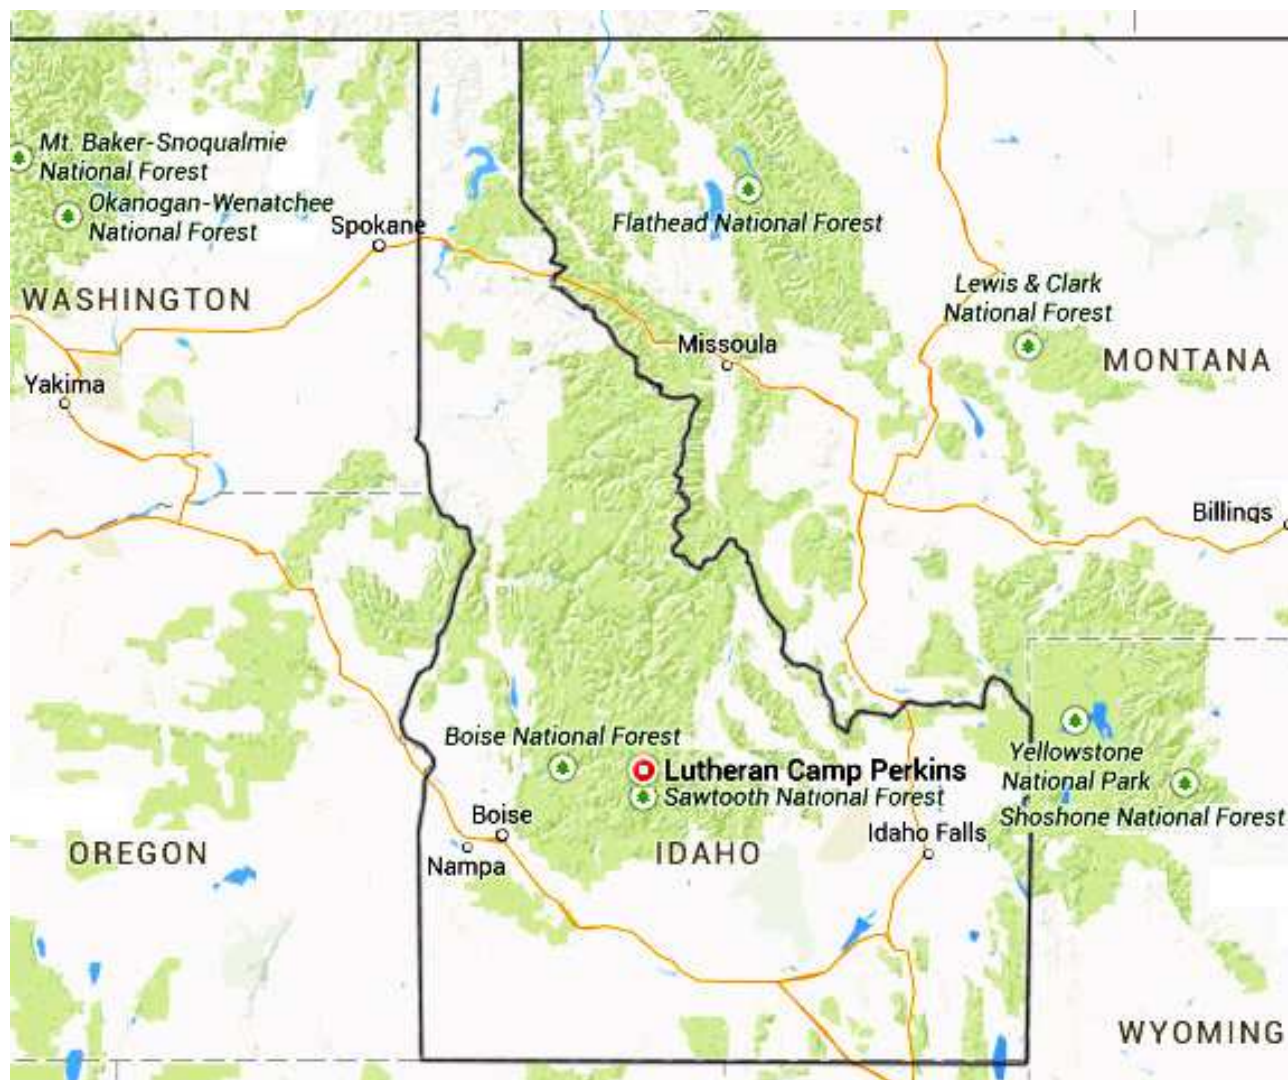 Mt. Baker-Snoqualmie
National Forest
Okanogan-Wenatchee
National Forest
Spokane
Flathead National Forest
WASHINGTON
Lewis & Clark
National Forest
Missoula
MONTANA
Yakima
Billings
Boise National Forest
Yellowstone
National Park
Lutheran Camp Perkins
Sawtooth National Forest
Shoshone National Forest
Boise
Idaho Falls
OREGON
IDAHO
Nampa
WYOMING